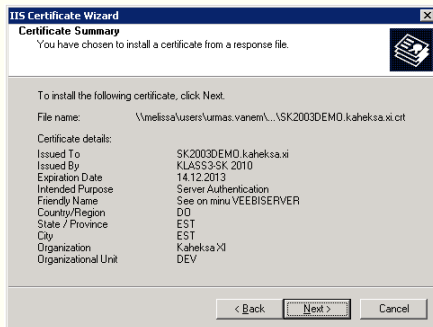 IIS Certificate Wizard
Certificate Summary
You have chosen to install a certificate from a response file.
To install the following certificate, click Next.
File name: \\melissa\users\urmas.vanem\...\SK2003DEMO.kaheksa.xi.crt
Certificate details:
Issued To SK2003DEMO.kaheksa.xi
Issued By KLASS3-SK 2010
Expiration Date 14.12.2013
Intended Purpose Server Authentication
Friendly Name See on minu VEEBISERVER
Country/Region DO
State / Province EST
City EST
Organization Kaheksa XI
Organizational Unit DEV
< Back Next > Cancel